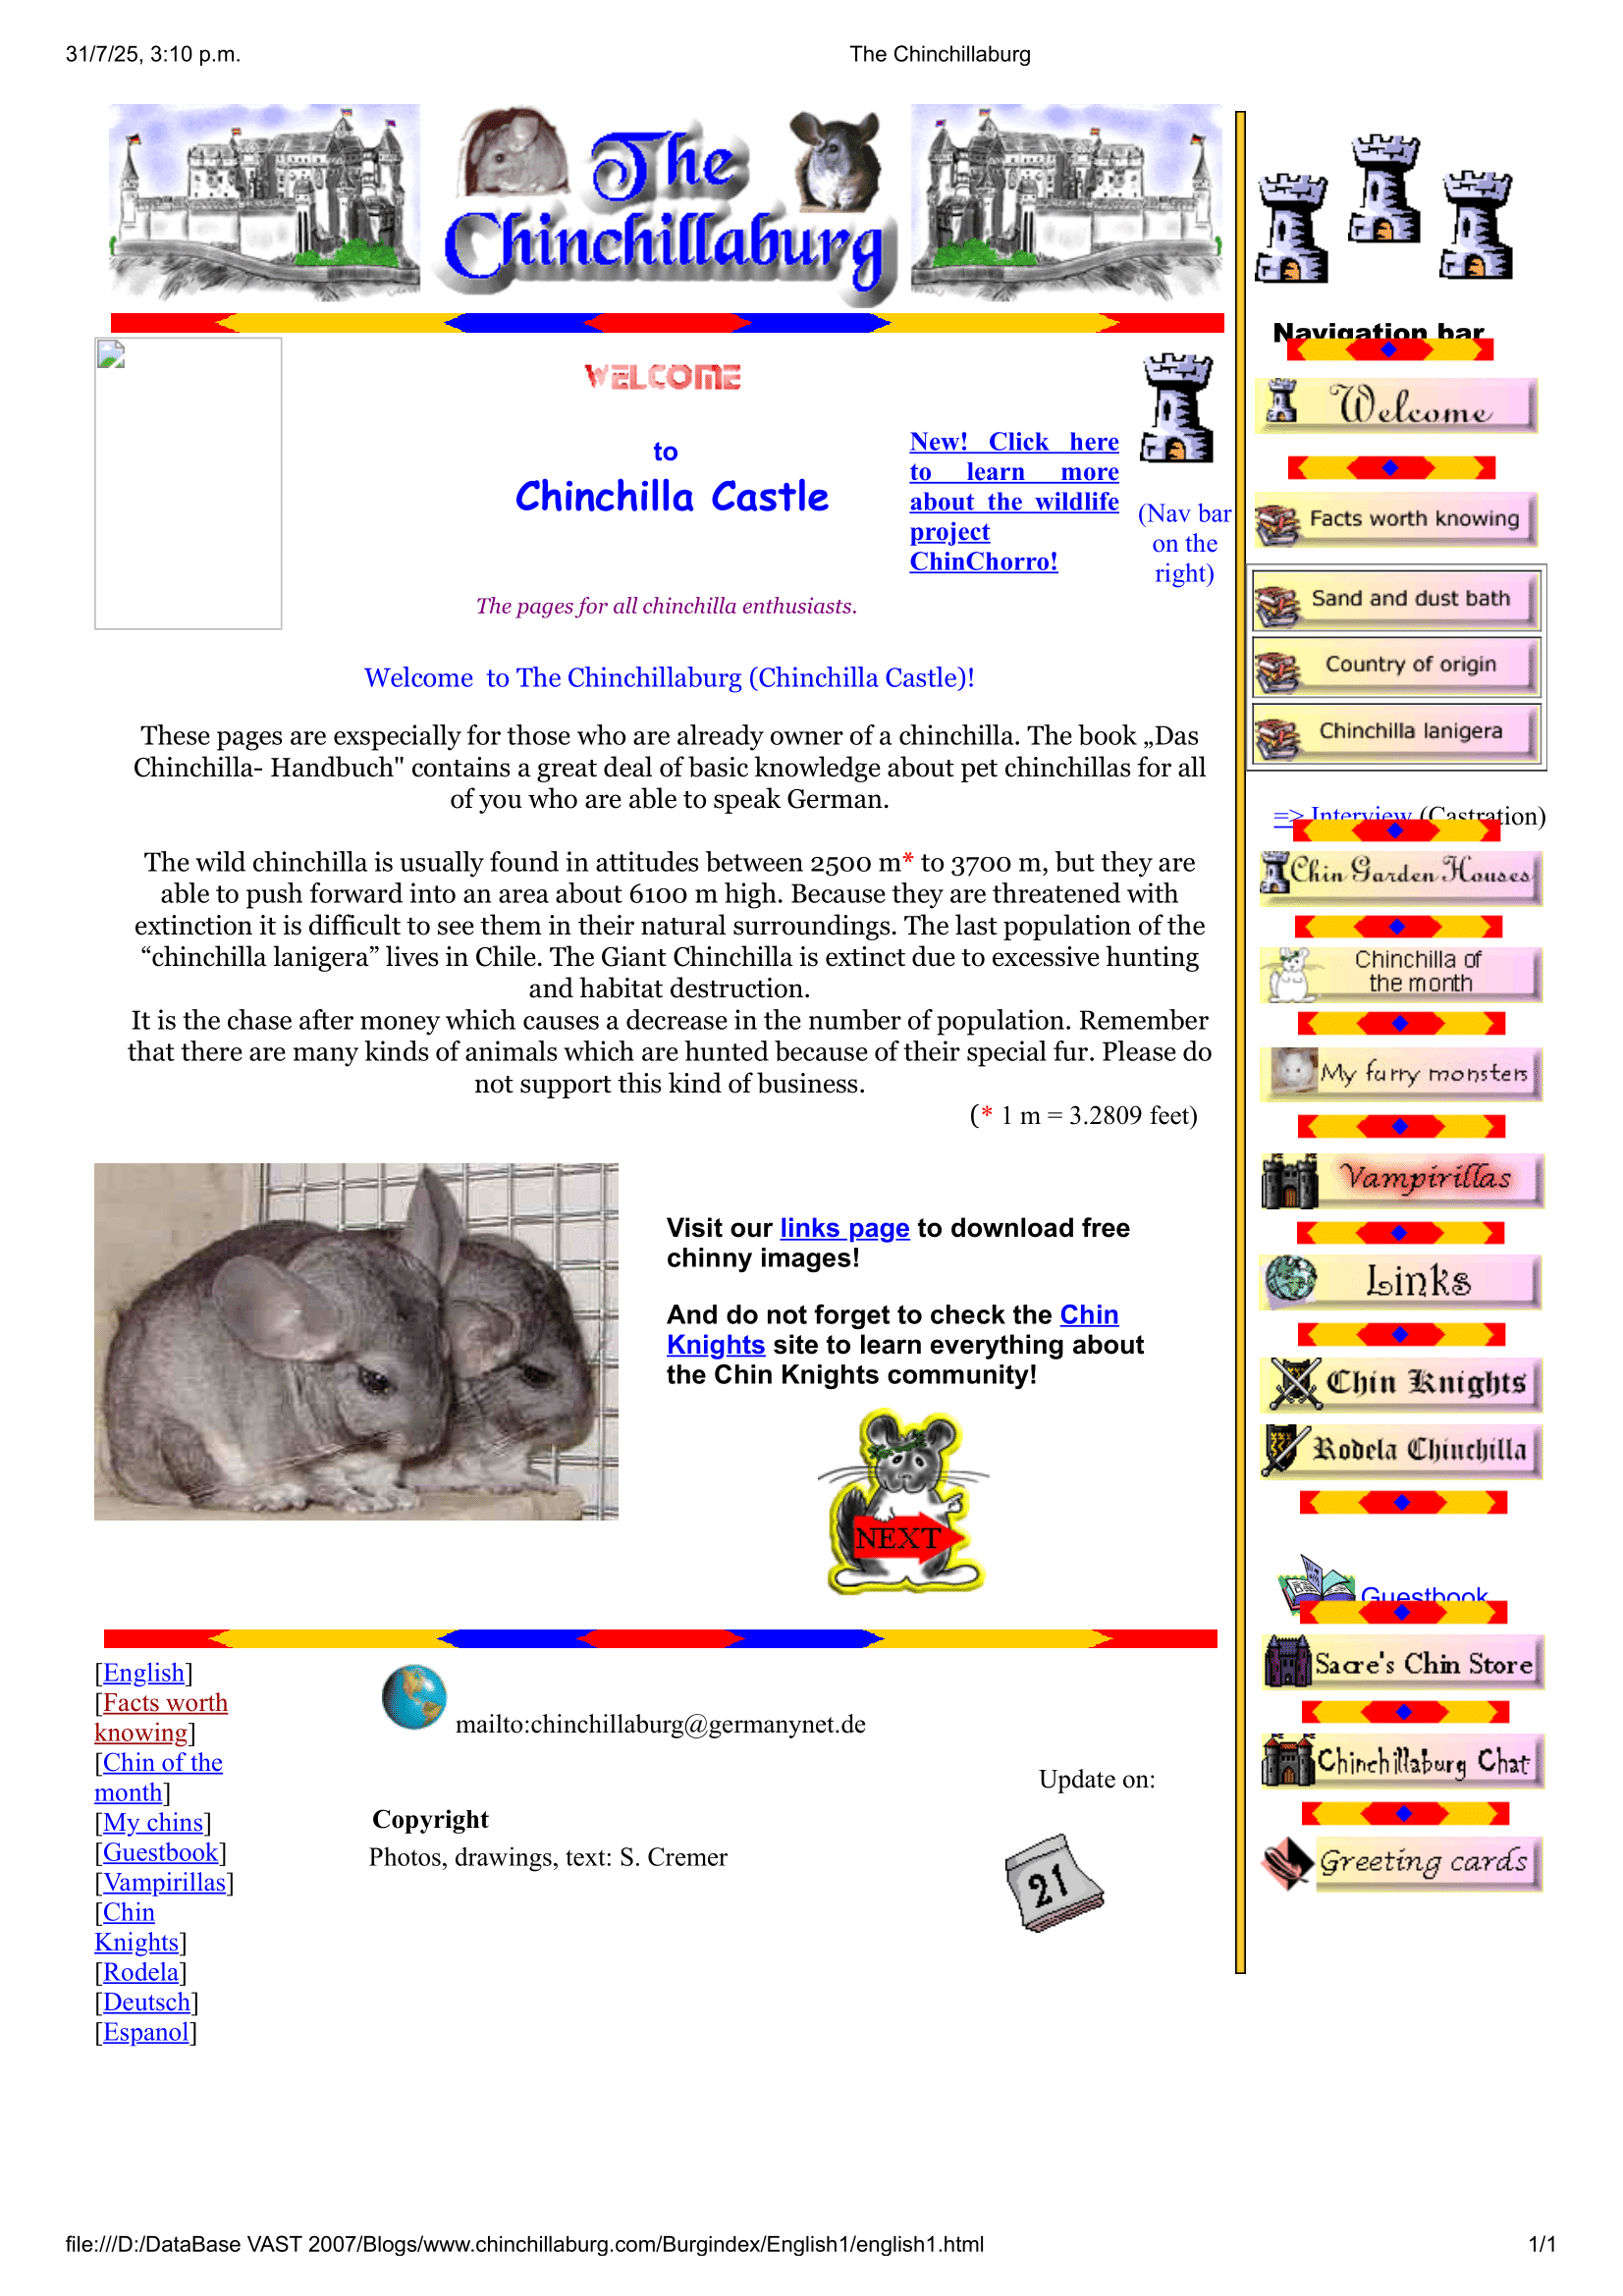 31/7/25, 3:10 p.m.
The Chinchillaburg
The
Chinchillaburg
WELCOME
to
Chinchilla Castle
The pages for all chinchilla enthusiasts.
New! Click here
to learn more
about the wildlife
project
ChinChorro!
(Nav bar
on the
right)
Welcome to The Chinchillaburg (Chinchilla Castle)!
These pages are exspecially for those who are already owner of a chinchilla. The book „Das
Chinchilla- Handbuch" contains a great deal of basic knowledge about pet chinchillas for all
of you who are able to speak German.
The wild chinchilla is usually found in attitudes between 2500 m* to 3700 m, but they are
able to push forward into an area about 6100 m high. Because they are threatened with
extinction it is difficult to see them in their natural surroundings. The last population of the
“chinchilla lanigera” lives in Chile. The Giant Chinchilla is extinct due to excessive hunting
and habitat destruction.
It is the chase after money which causes a decrease in the number of population. Remember
that there are many kinds of animals which are hunted because of their special fur. Please do
not support this kind of business.
(* 1 m = 3.2809 feet)
Visit our links page to download free
chinny images!
And do not forget to check the Chin
Knights site to learn everything about
the Chin Knights community!
NEXT
[English]
[Facts worth
knowing]
[Chin of the
month]
[My chins]
[Guestbook]
[Vampirillas]
[Chin
Knights]
[Rodela]
[Deutsch]
[Espanol]
mailto:chinchillaburg@germanynet.de
Copyright
Photos, drawings, text: S. Cremer
Update on:
21
Navigation bar
Welcome
Facts worth knowing
Sand and dust bath
Country of origin
Chinchilla lanigera
=> Interview (Castration)
Chin Garden Houses
Chinchilla of
the month
My furry monsters
Vampirillas
Links
Chin Knights
Rodela Chinchilla
Guestbook
Sacre's Chin Store
Chinchillaburg Chat
Greeting cards
file:///D:/DataBase VAST 2007/Blogs/www.chinchillaburg.com/Burgindex/English1/english1.html
1/1